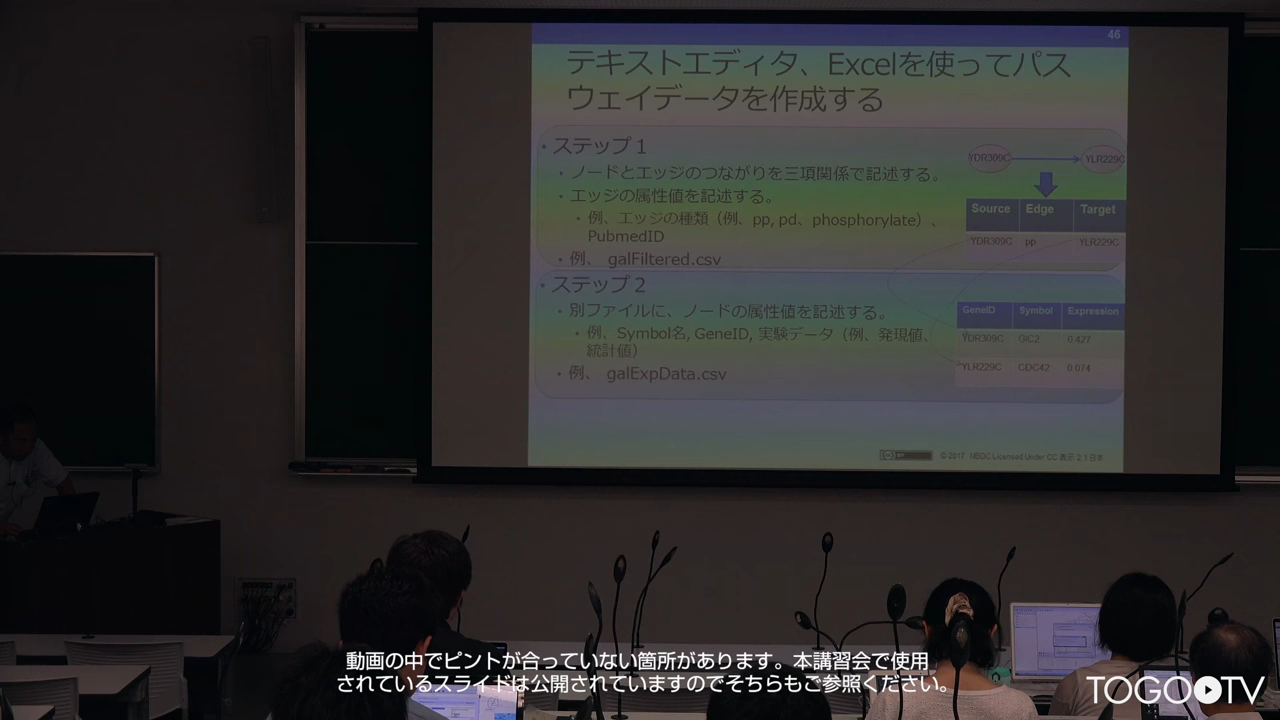 46
テキストエディタ、Excelを使ってパス
ウェイデータを作成する
・ステップ１
・ノードとエッジのつながりを三項関係で記述する。
・エッジの属性値を記述する。
・例、エッジの種類（例、pp, pd、phosphorylate）、
PubmedID
・例、 galFiltered.csv
YDR309C YLR229C
Source Edge Target
YDR309C pp YLR229C
・ステップ２
・別ファイルに、ノードの属性値を記述する。
・例、Symbol名, GeneID, 実験データ（例、発現値、
統計値）
・例、 galExpData.csv
GeneID Symbol Expression
YDR309C GIC2 0.427
YLR229C CDC42 0.074
© 2017 NBDC Licensed Under CC 表示 2.1 日本
動画の中でピントが合っていない箇所があります。本講習会で使用
されているスライドは公開されていますのでそちらもご参照ください。
TOGOTV